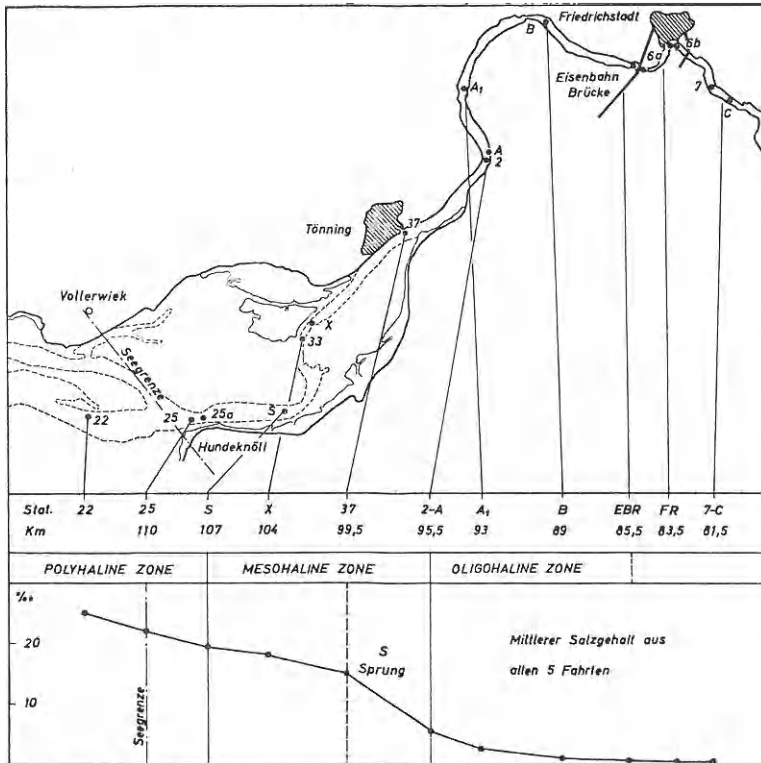 Friedrichstadt
B
6a
6b
Eisenbahn
Brücke
7
C
A₁
A
2
Tönning
37
Vollerwiek
X
33
Seegrenze
S
22
25
25a
Hundeknöll
Stat. 22 25 S X 37 2-A A₁ B EBR FR 7-C
Km 110 107 104 99,5 95,5 93 89 85,5 83,5 81,5
POLYHALINE ZONE MESOHALINE ZONE OLIGOHALINE ZONE
‰
20
10
Seegrenze
S
Sprung
Mittlerer Salzgehalt aus
allen 5 Fahrten